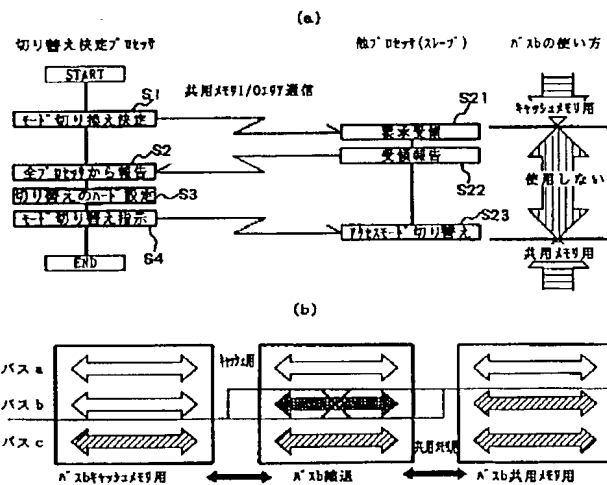 (a)
切り替え決定プロセッサ
他プロセッサ(スレーブ)
バスbの使い方
START
S1
共用メモリI/Oエリア通信
S21
キャッシュメモリ用
モード切り換え決定
要求受領
S2
受領報告
使用しない
全プロセッサから報告
S22
切り替えのハード設定
S3
モード切り替え指示
S23
アクセスモード切り替え
S4
共用メモリ用
END
(b)
キャッシュ用
バスa
バスb
バスc
共用メモリ用
バスbキャッシュメモリ用
バスb縮退
バスb共用メモリ用